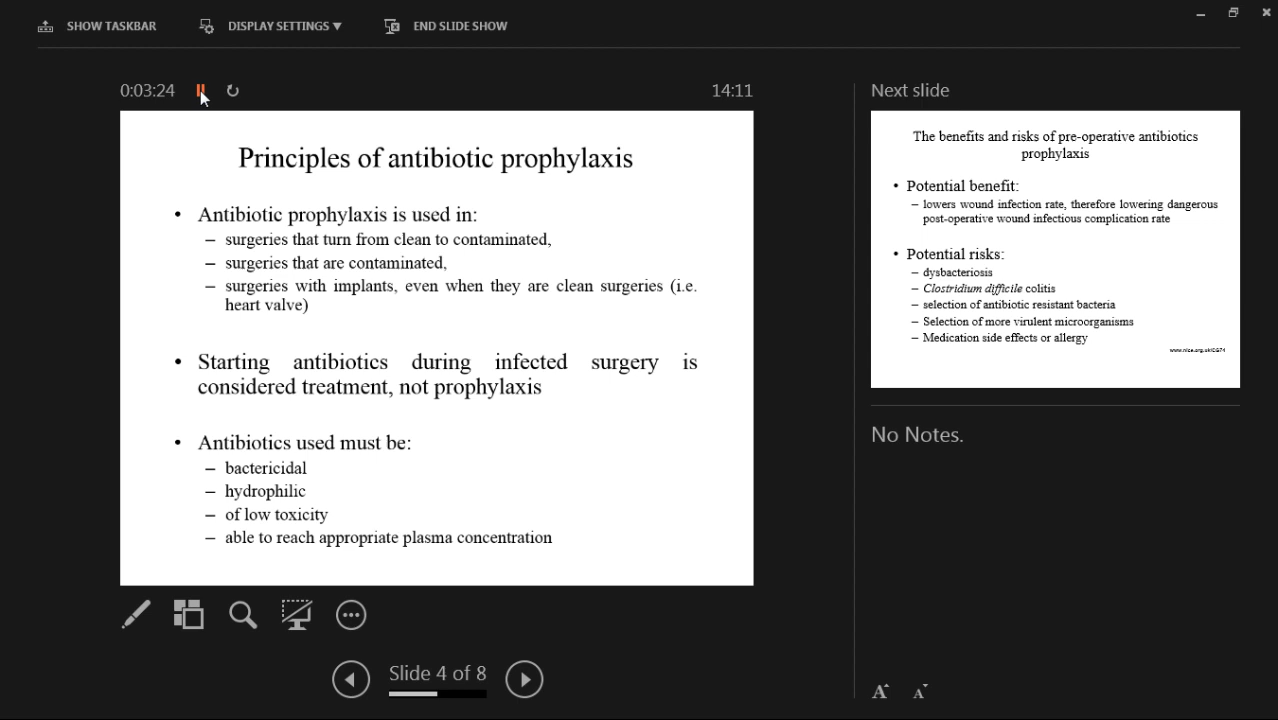 SHOW TASKBAR
DISPLAY SETTINGS ▼
END SLIDE SHOW
0:03:24
14:11
Principles of antibiotic prophylaxis
• Antibiotic prophylaxis is used in:
– surgeries that turn from clean to contaminated,
– surgeries that are contaminated,
– surgeries with implants, even when they are clean surgeries (i.e.
heart valve)
• Starting antibiotics during infected surgery is
considered treatment, not prophylaxis
• Antibiotics used must be:
– bactericidal
– hydrophilic
– of low toxicity
– able to reach appropriate plasma concentration
Slide 4 of 8
Next slide
The benefits and risks of pre-operative antibiotics
prophylaxis
• Potential benefit:
– lowers wound infection rate, therefore lowering dangerous
post-operative wound infectious complication rate
• Potential risks:
– dysbacteriosis
– Clostridium difficile colitis
– selection of antibiotic resistant bacteria
– Selection of more virulent microorganisms
– Medication side effects or allergy
www.nice.org.uk/CG74
No Notes.
A A